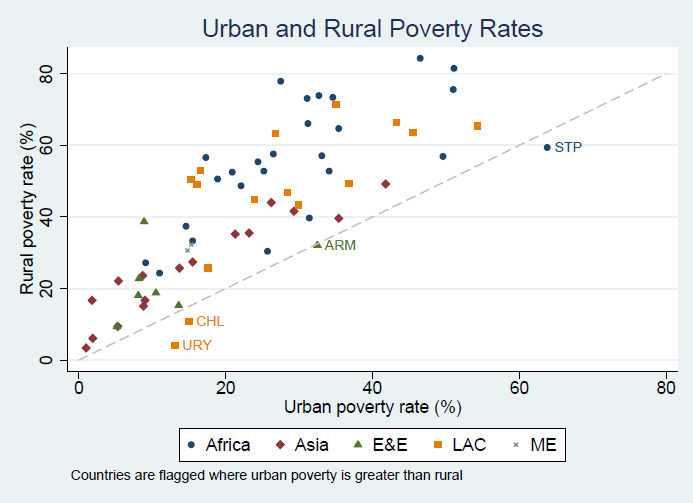 Urban and Rural Poverty Rates
Rural poverty rate (%)
80
60
40
20
0
STP
ARM
CHL
URY
0 20 40 60 80
Urban poverty rate (%)
Africa Asia E&E LAC ME
Countries are flagged where urban poverty is greater than rural